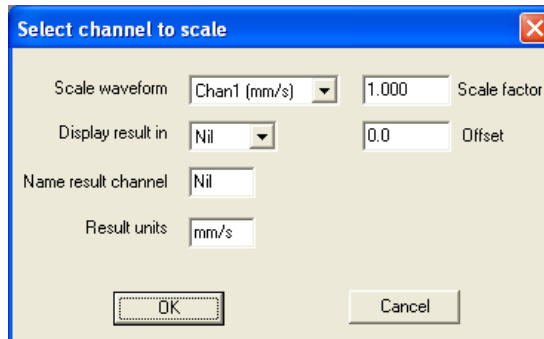 Select channel to scale
Scale waveform Chan1 (mm/s) 1.000 Scale factor
Display result in Nil 0.0 Offset
Name result channel Nil
Result units mm/s
OK Cancel